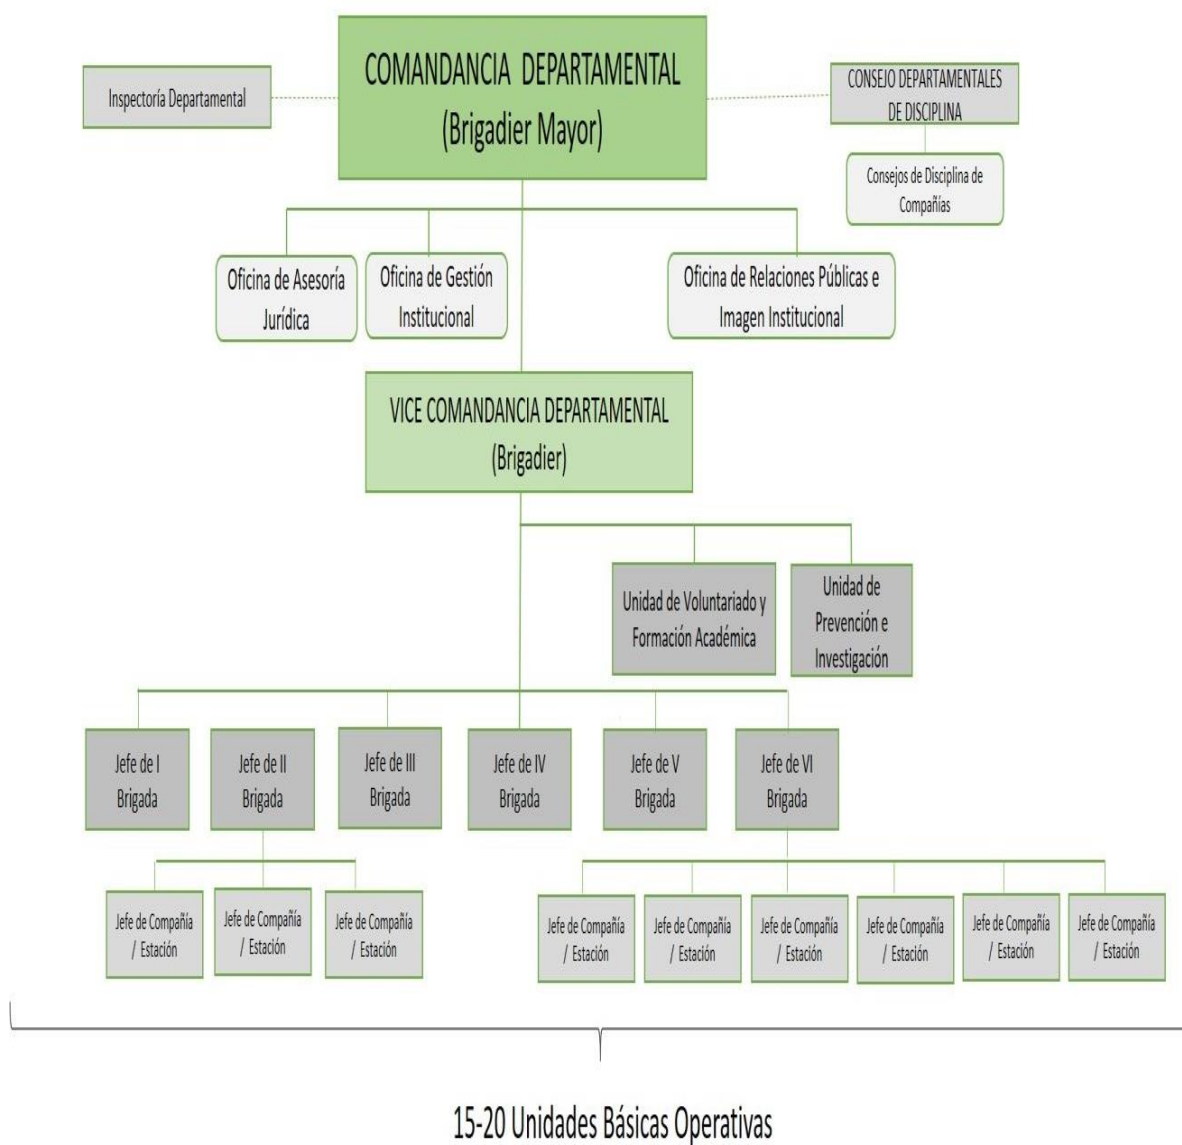 COMANDANCIA DEPARTAMENTAL
(Brigadier Mayor)
Inspectoría Departamental
CONSEJO DEPARTAMENTALES
DE DISCIPLINA
Consejos de Disciplina de
Compañías
Oficina de Asesoría
Jurídica
Oficina de Gestión
Institucional
Oficina de Relaciones Públicas e
Imagen Institucional
VICE COMANDANCIA DEPARTAMENTAL
(Brigadier)
Unidad de Voluntariado y
Formación Académica
Unidad de
Prevención e
Investigación
Jefe de I
Brigada
Jefe de II
Brigada
Jefe de III
Brigada
Jefe de IV
Brigada
Jefe de V
Brigada
Jefe de VI
Brigada
Jefe de Compañía
/ Estación
Jefe de Compañía
/ Estación
Jefe de Compañía
/ Estación
Jefe de Compañía
/ Estación
Jefe de Compañía
/ Estación
Jefe de Compañía
/ Estación
Jefe de Compañía
/ Estación
Jefe de Compañía
/ Estación
Jefe de Compañía
/ Estación
15-20 Unidades Básicas Operativas